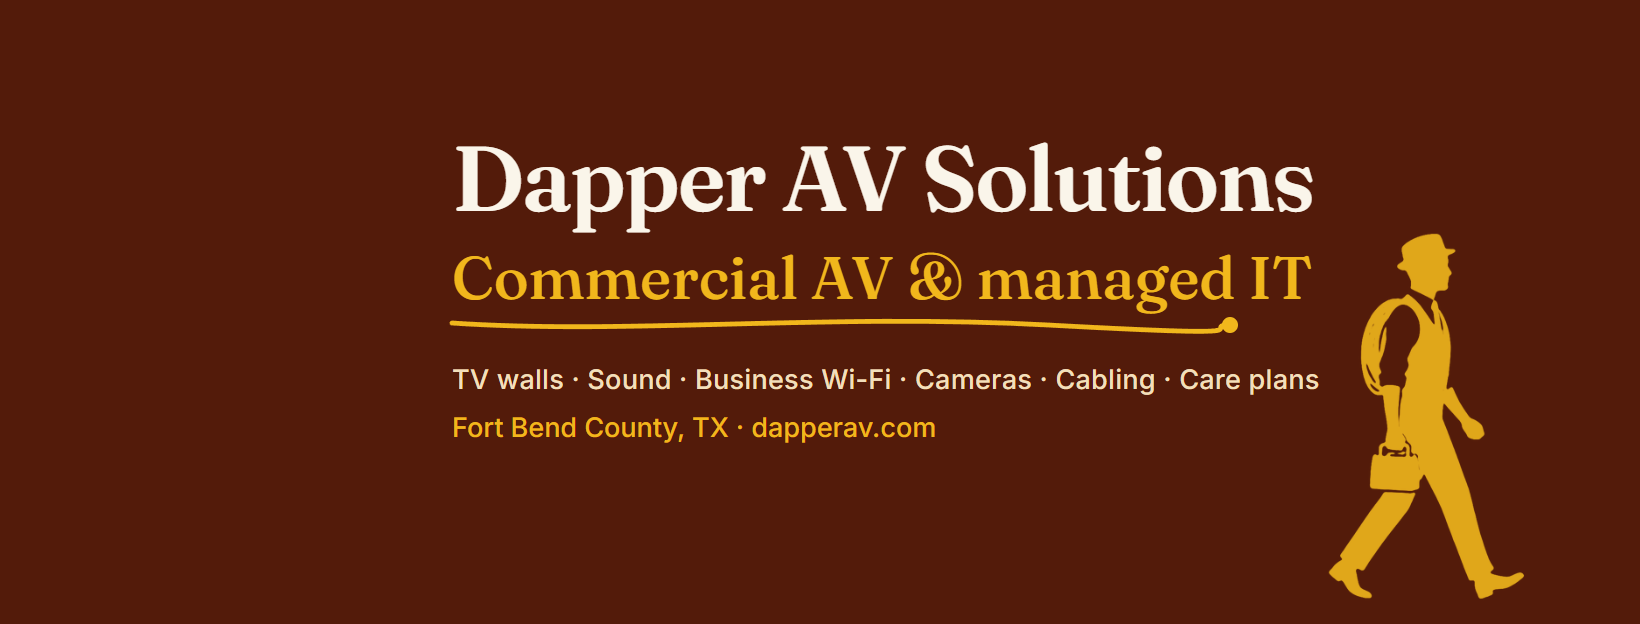 Dapper AV Solutions
Commercial AV & managed IT
TV walls · Sound · Business Wi-Fi · Cameras · Cabling · Care plans
Fort Bend County, TX · dapperav.com